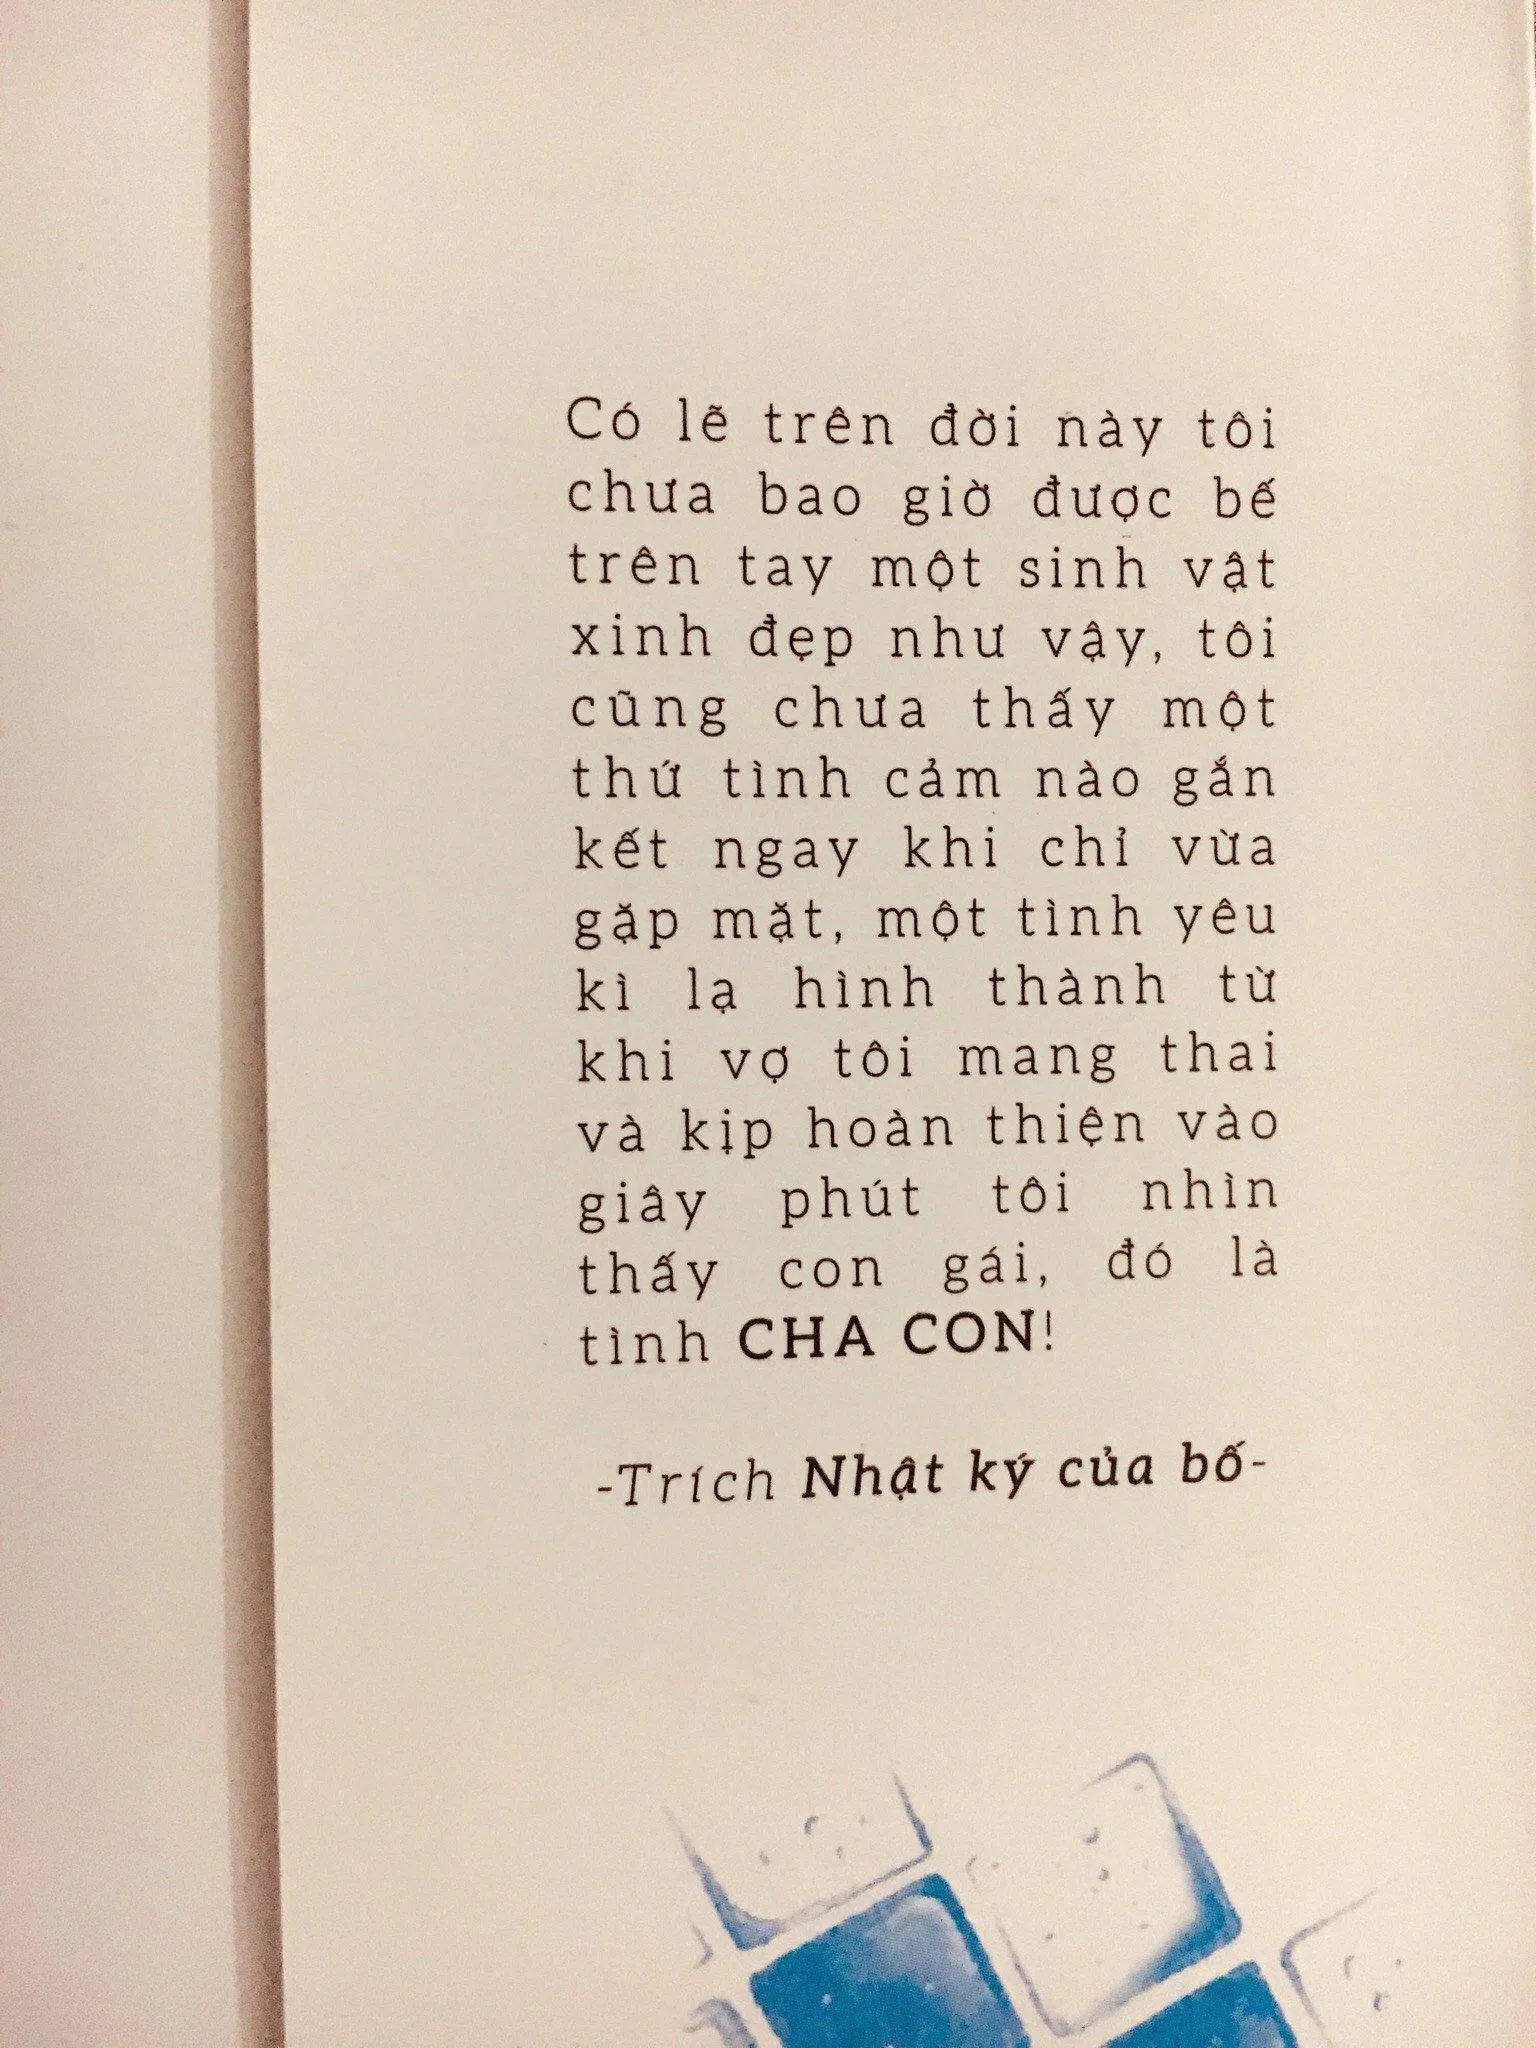 Có lẽ trên đời này tôi
chưa bao giờ được bế
trên tay một sinh vật
xinh đẹp như vậy, tôi
cũng chưa thấy một
thứ tình cảm nào gắn
kết ngay khi chỉ vừa
gặp mặt, một tình yêu
kì lạ hình thành từ
khi vợ tôi mang thai
và kịp hoàn thiện vào
giây phút tôi nhìn
thấy con gái, đó là
tình CHA CON!
-Trích Nhật ký của bố-